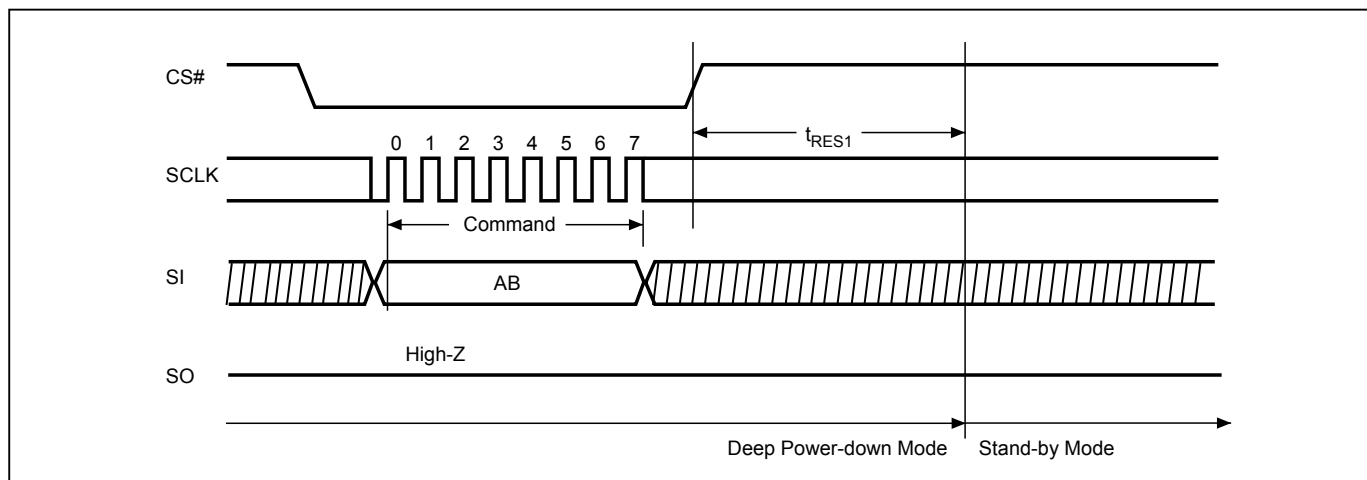 CS#
tRES1
0 1 2 3 4 5 6 7
SCLK
Command
SI
AB
High-Z
SO
Deep Power-down Mode Stand-by Mode